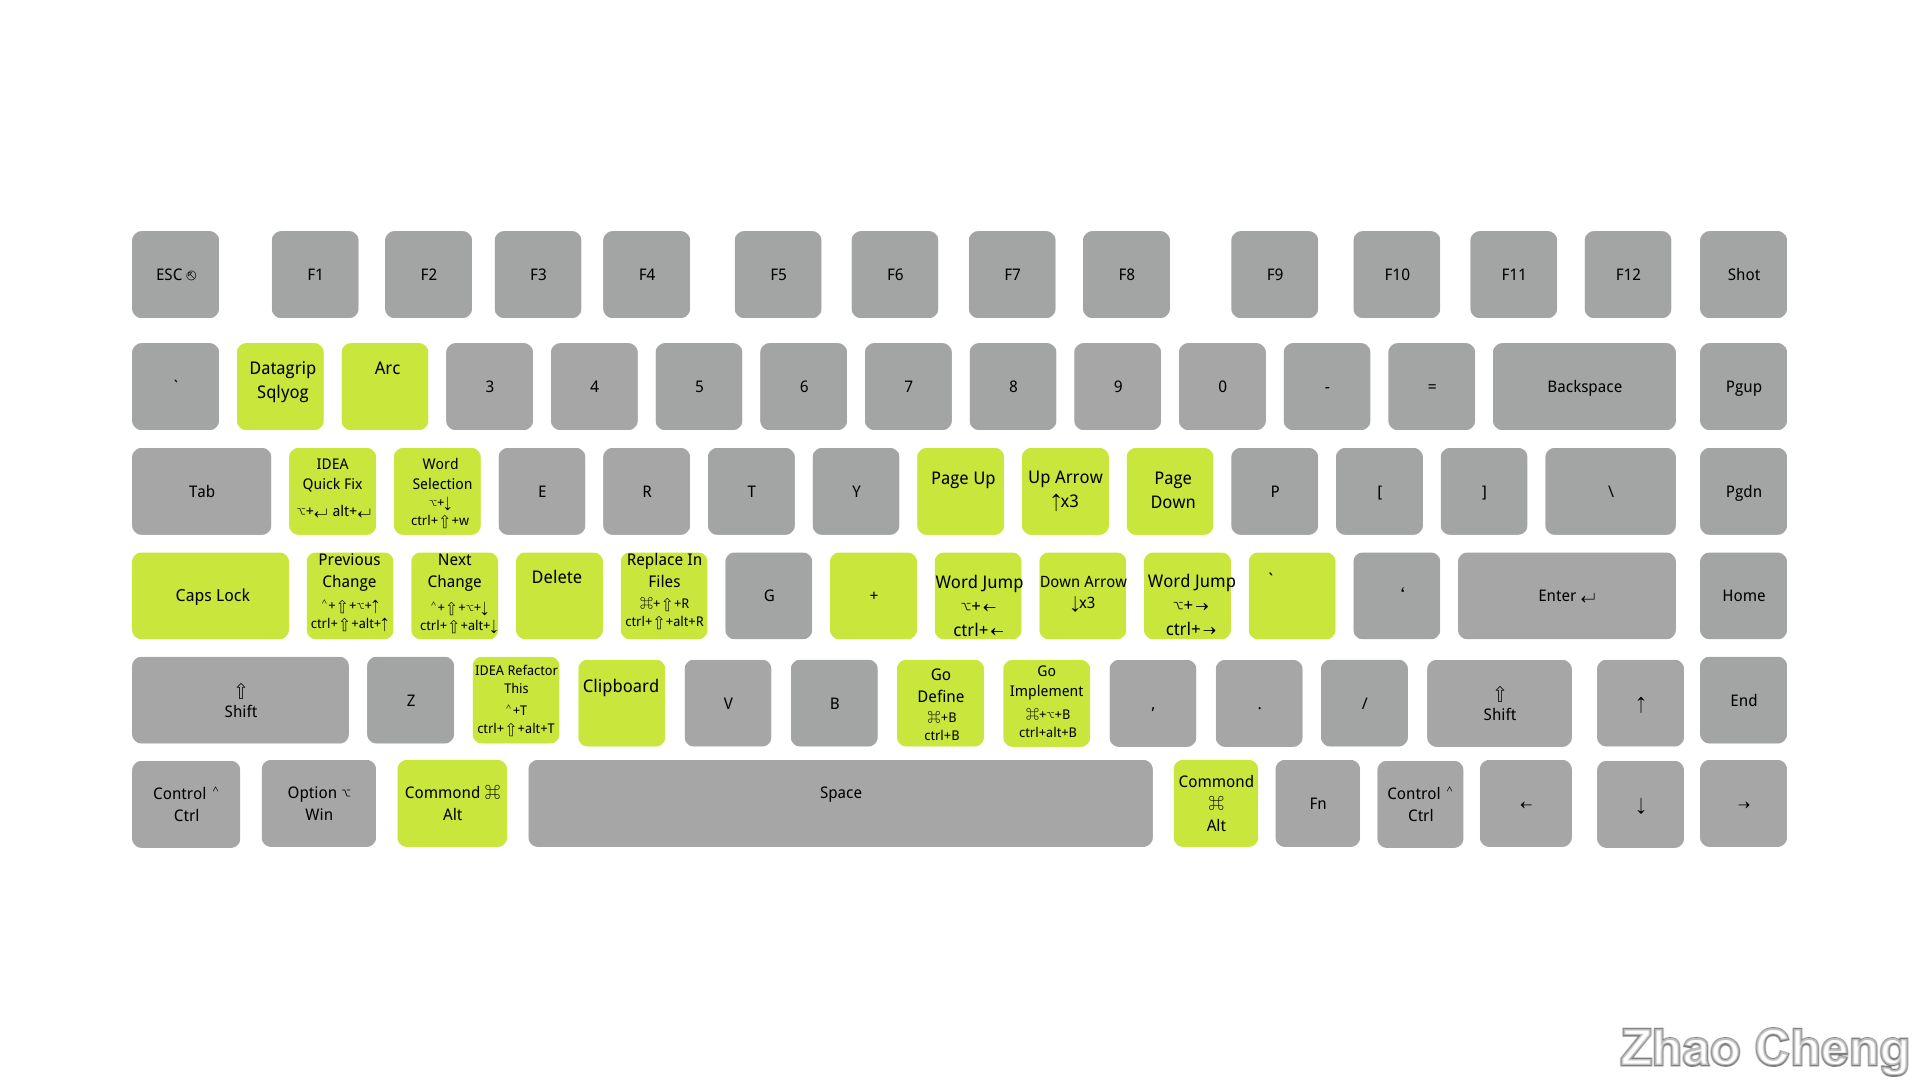 ESC ⎋
F1
F2
F3
F4
F5
F6
F7
F8
F9
F10
F11
F12
Shot
`
Datagrip
Sqlyog
Arc
3
4
5
6
7
8
9
0
-
=
Backspace
Pgup
Tab
IDEA
Quick Fix
⌥+↵ alt+↵
Word
Selection
⌥+↓
ctrl+⇧+w
E
R
T
Y
Page Up
Up Arrow
↑x3
Page
Down
P
[
]
\
Pgdn
Caps Lock
Previous
Change
⌃+⇧+⌥+↑
ctrl+⇧+alt+↑
Next
Change
⌃+⇧+⌥+↓
ctrl+⇧+alt+↓
Delete
Replace In
Files
⌘+⇧+R
ctrl+⇧+alt+R
G
+
Word Jump
⌥+←
ctrl+←
Down Arrow
↓x3
Word Jump
⌥+→
ctrl+→
`
‘
Enter ↵
Home
⇧
Shift
Z
IDEA Refactor
This
⌃+T
ctrl+⇧+alt+T
Clipboard
V
B
Go
Define
⌘+B
ctrl+B
Go
Implement
⌘+⌥+B
ctrl+alt+B
,
.
/
⇧
Shift
↑
End
Control ⌃
Ctrl
Option ⌥
Win
Commond ⌘
Alt
Space
Commond
⌘
Alt
Fn
Control ⌃
Ctrl
←
↓
→
Zhao Cheng